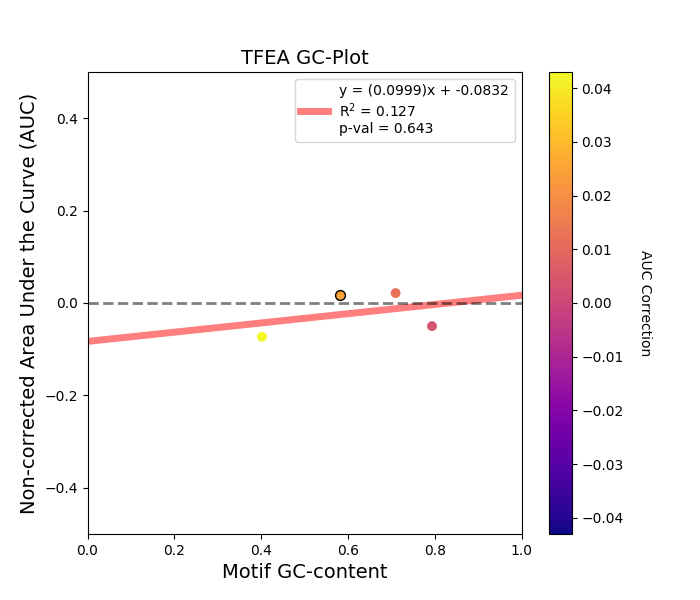 TFEA GC-Plot
y = (0.0999)x + -0.0832
R² = 0.127
p-val = 0.643
Non-corrected Area Under the Curve (AUC)
0.4
0.2
0.0
−0.2
−0.4
0.0 0.2 0.4 0.6 0.8 1.0
Motif GC-content
0.04
0.03
0.02
0.01
0.00
−0.01
−0.02
−0.03
−0.04
AUC Correction